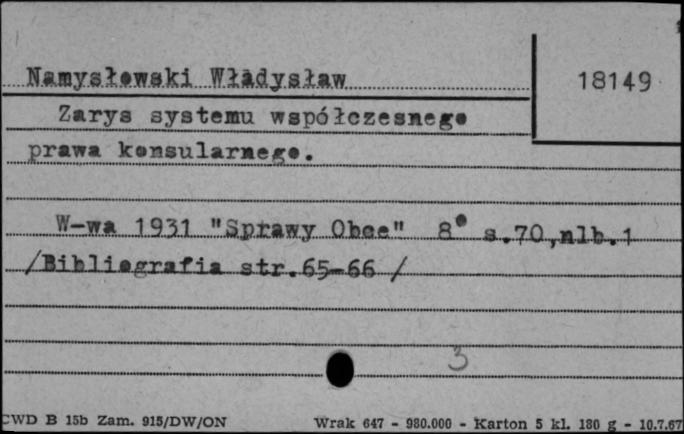 Namysłowski Władysław
18149
Zarys systemu współczesnego
prawa konsularnego.
W-wa 1931 "Sprawy Obce" 8° s.70,nlb.1
/Bibliografia str.65-66 /
3
CWD B 15b Zam. 915/DW/ON Wrak 647 - 980.000 - Karton 5 kl. 180 g - 10.7.67